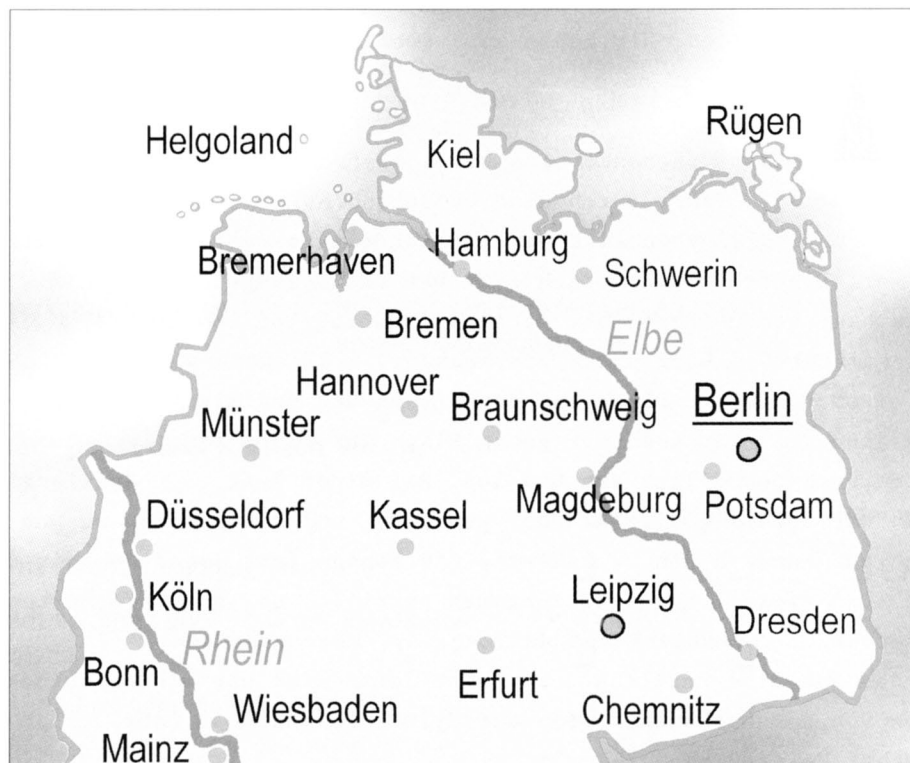 Rügen
Helgoland
Kiel
Hamburg
Bremerhaven
Schwerin
Bremen
Elbe
Hannover
Braunschweig
Berlin
Münster
Magdeburg
Potsdam
Düsseldorf
Kassel
Köln
Leipzig
Dresden
Rhein
Bonn
Erfurt
Wiesbaden
Chemnitz
Mainz